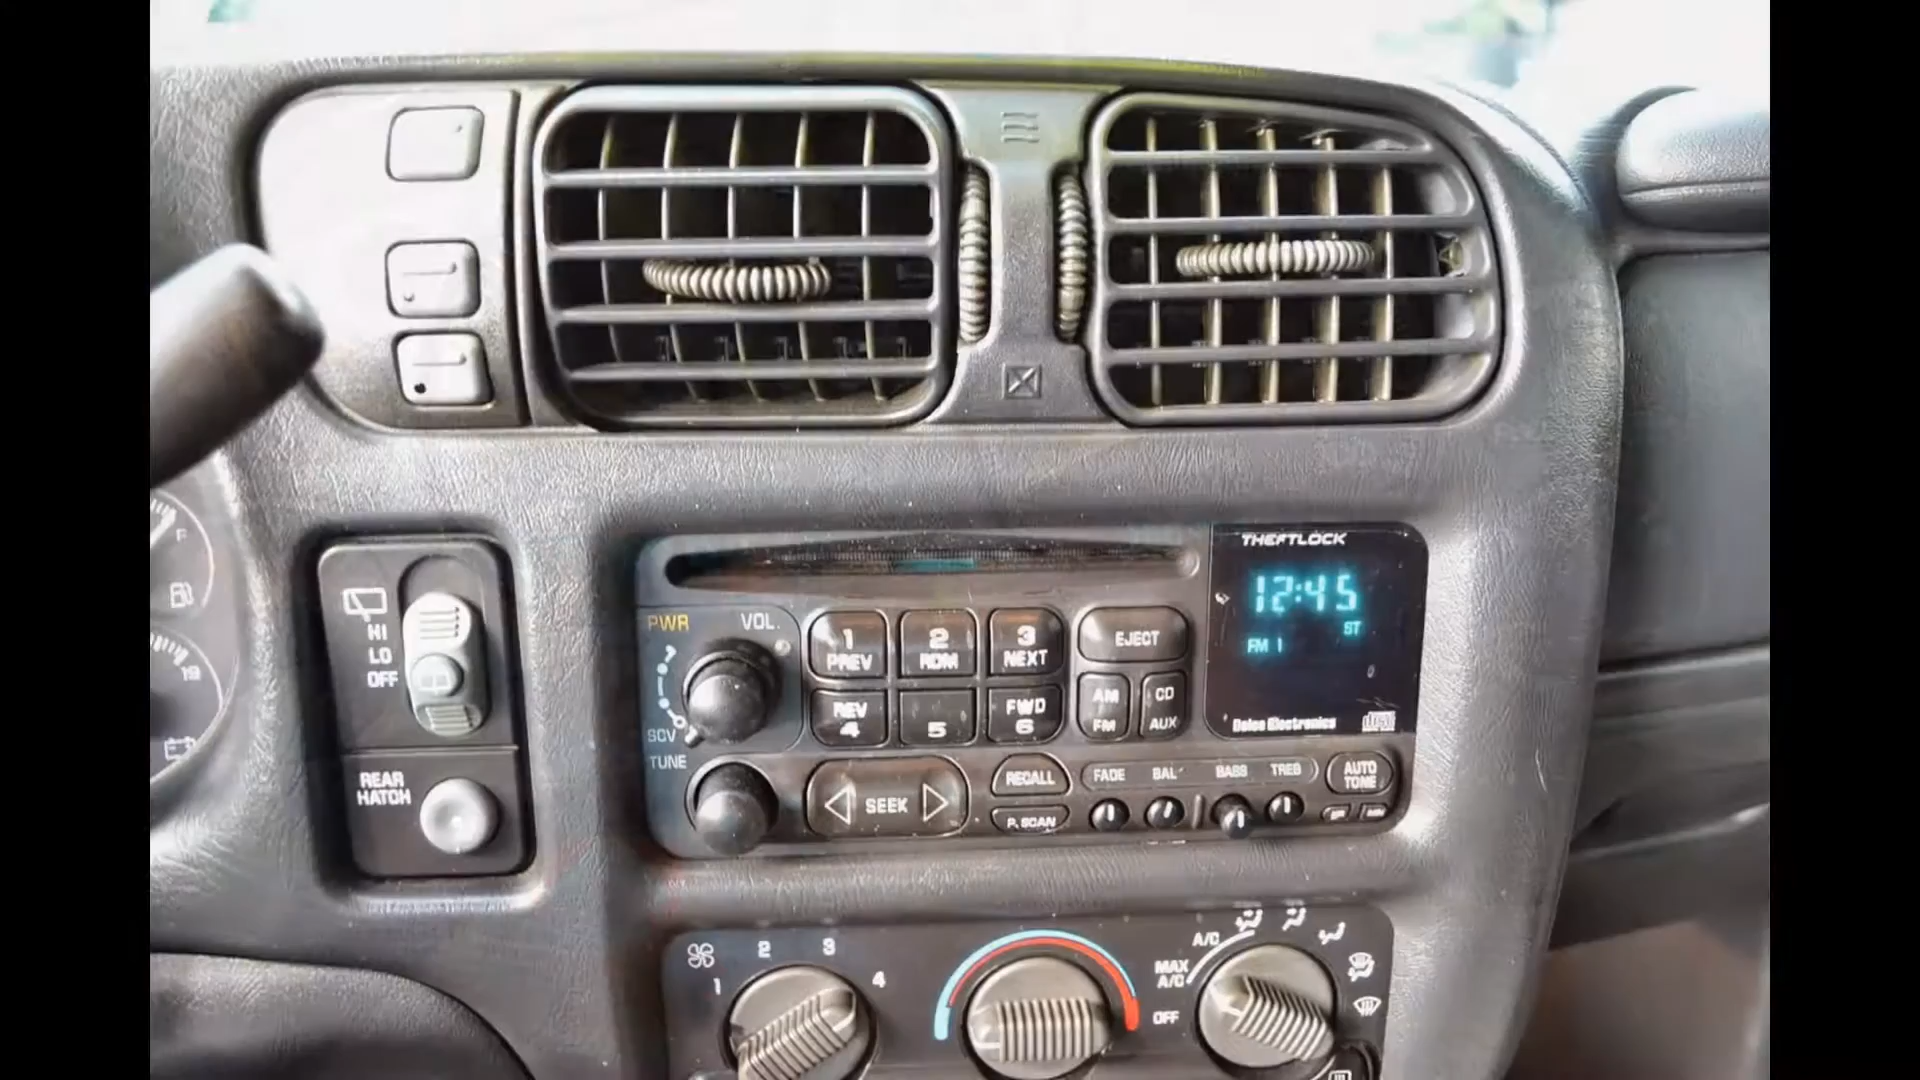 THEFTLOCK
12:45
ST
FM 1
Delco Electronics
PWR
VOL.
1
PREV
2
RDM
3
NEXT
EJECT
REV
4
5
FWD
6
AM
FM
CD
AUX
SCV
TUNE
SEEK
RECALL
P.SCAN
FADE
BAL
BASS
TREB
AUTO
TONE
HI
LO
OFF
REAR
HATCH
F
19
1
2
3
4
A/C
MAX
A/C
OFF